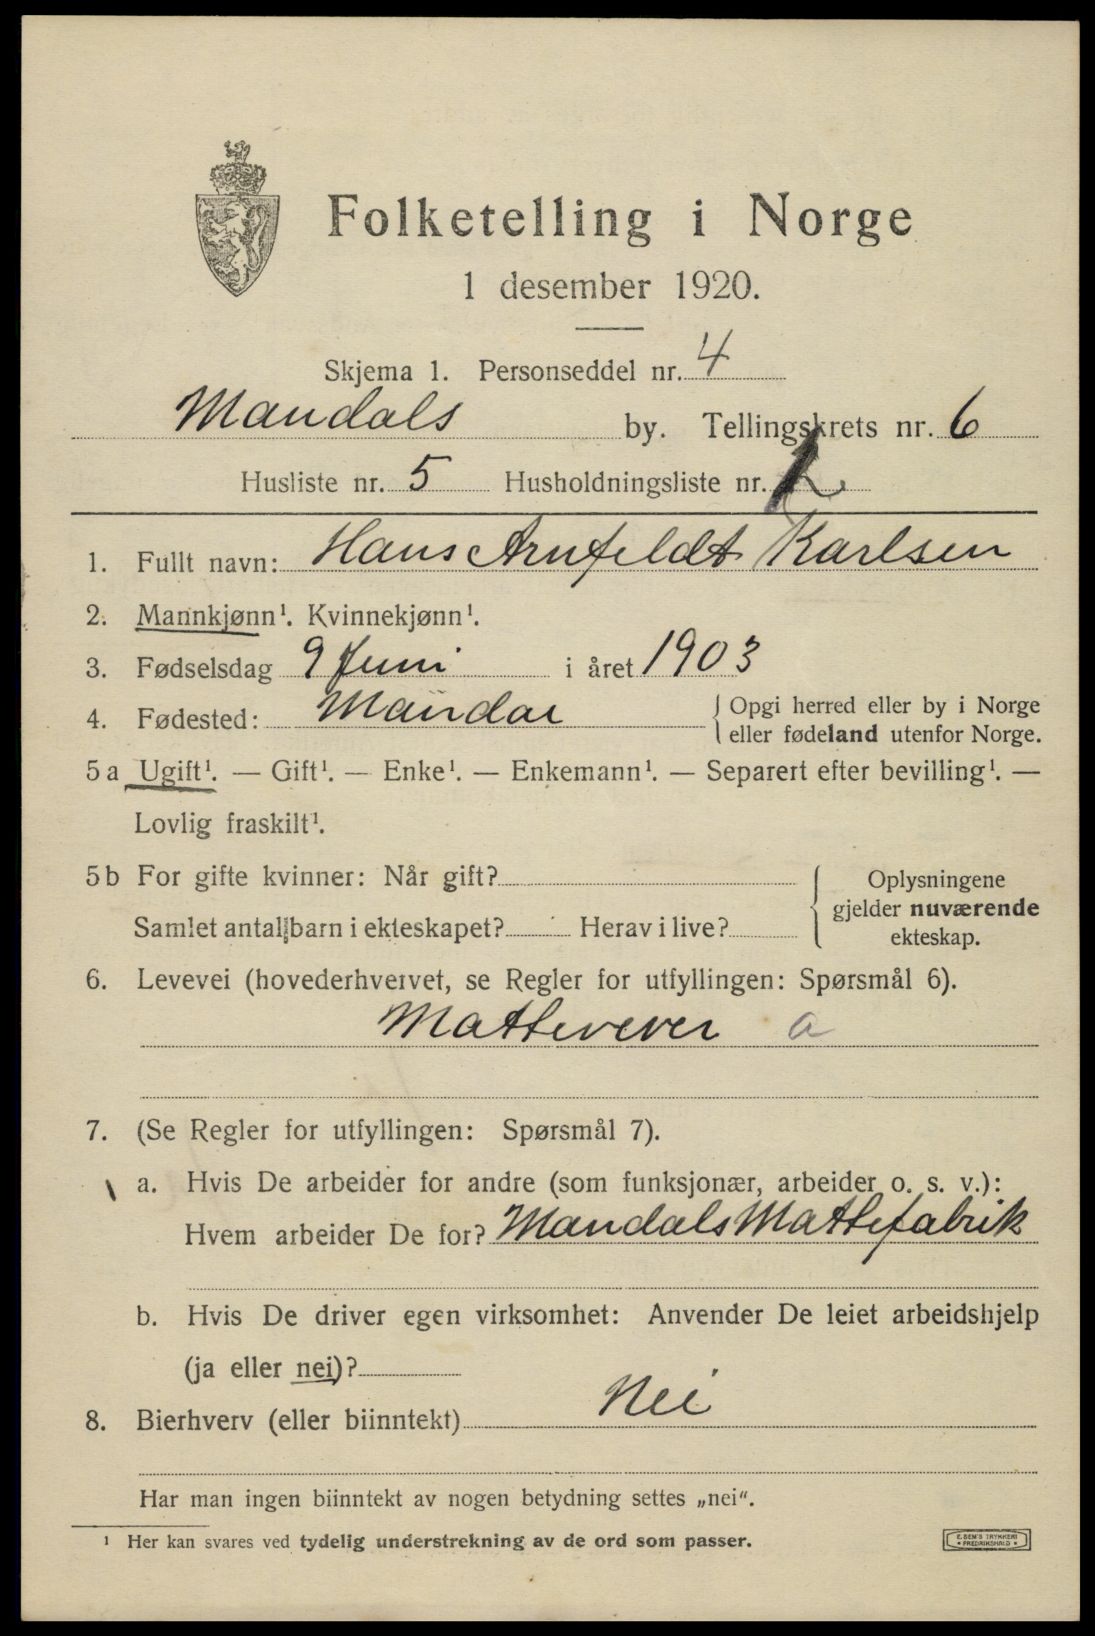 Folketelling i Norge
1 desember 1920.
Skjema 1. Personseddel nr. 4
Mandals by. Tellingskrets nr. 6
Husliste nr. 5 Husholdningsliste nr. 2
1. Fullt navn: Hans Arnfeldt Karlsen
2. Mannkjønn¹. Kvinnekjønn¹.
3. Fødselsdag 9 Juni i året 1903
4. Fødested: Mandal { Opgi herred eller by i Norge
eller fødeland utenfor Norge.
5a Ugift¹. — Gift¹. — Enke¹. — Enkemann¹. — Separert efter bevilling¹. —
Lovlig fraskilt¹.
5b For gifte kvinner: Når gift? { Oplysningene
gjelder nuværende
Samlet antall barn i ekteskapet? Herav i live?
ekteskap.
6. Levevei (hovederhvervet, se Regler for utfyllingen: Spørsmål 6).
Mattevever a
7. (Se Regler for utfyllingen: Spørsmål 7).
a. Hvis De arbeider for andre (som funksjonær, arbeider o. s. v.):
Hvem arbeider De for? Mandals Mattefabrik
b. Hvis De driver egen virksomhet: Anvender De leiet arbeidshjelp
(ja eller nei)?
8. Bierhverv (eller biinntekt) Nei
Har man ingen biinntekt av nogen betydning settes „nei“.
¹ Her kan svares ved tydelig understrekning av de ord som passer.
E. SEM'S TRYKKERI
• FREDRIKSHALD •